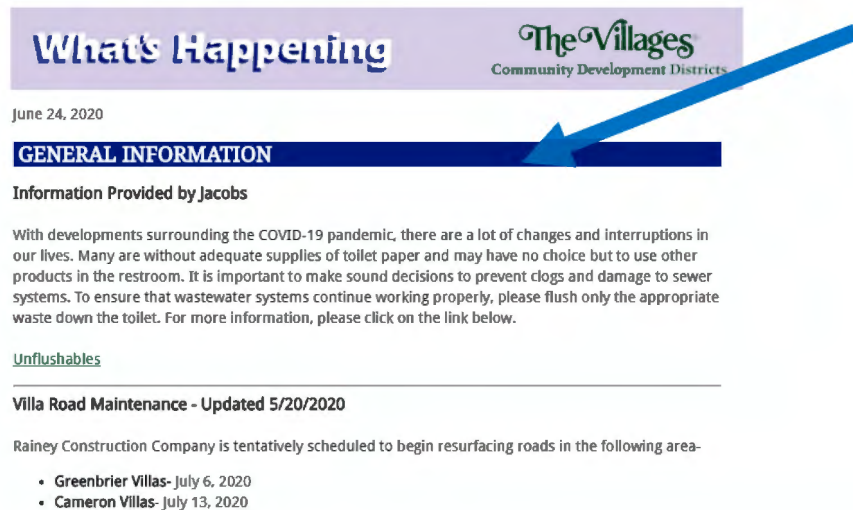 What's Happening
The Villages
Community Development Districts
June 24, 2020
GENERAL INFORMATION
Information Provided by Jacobs
With developments surrounding the COVID-19 pandemic, there are a lot of changes and interruptions in
our lives. Many are without adequate supplies of toilet paper and may have no choice but to use other
products in the restroom. It is important to make sound decisions to prevent clogs and damage to sewer
systems. To ensure that wastewater systems continue working properly, please flush only the appropriate
waste down the toilet. For more information, please click on the link below.
Unflushables
Villa Road Maintenance - Updated 5/20/2020
Rainey Construction Company is tentatively scheduled to begin resurfacing roads in the following area-
• Greenbrier Villas- July 6, 2020
• Cameron Villas- July 13, 2020